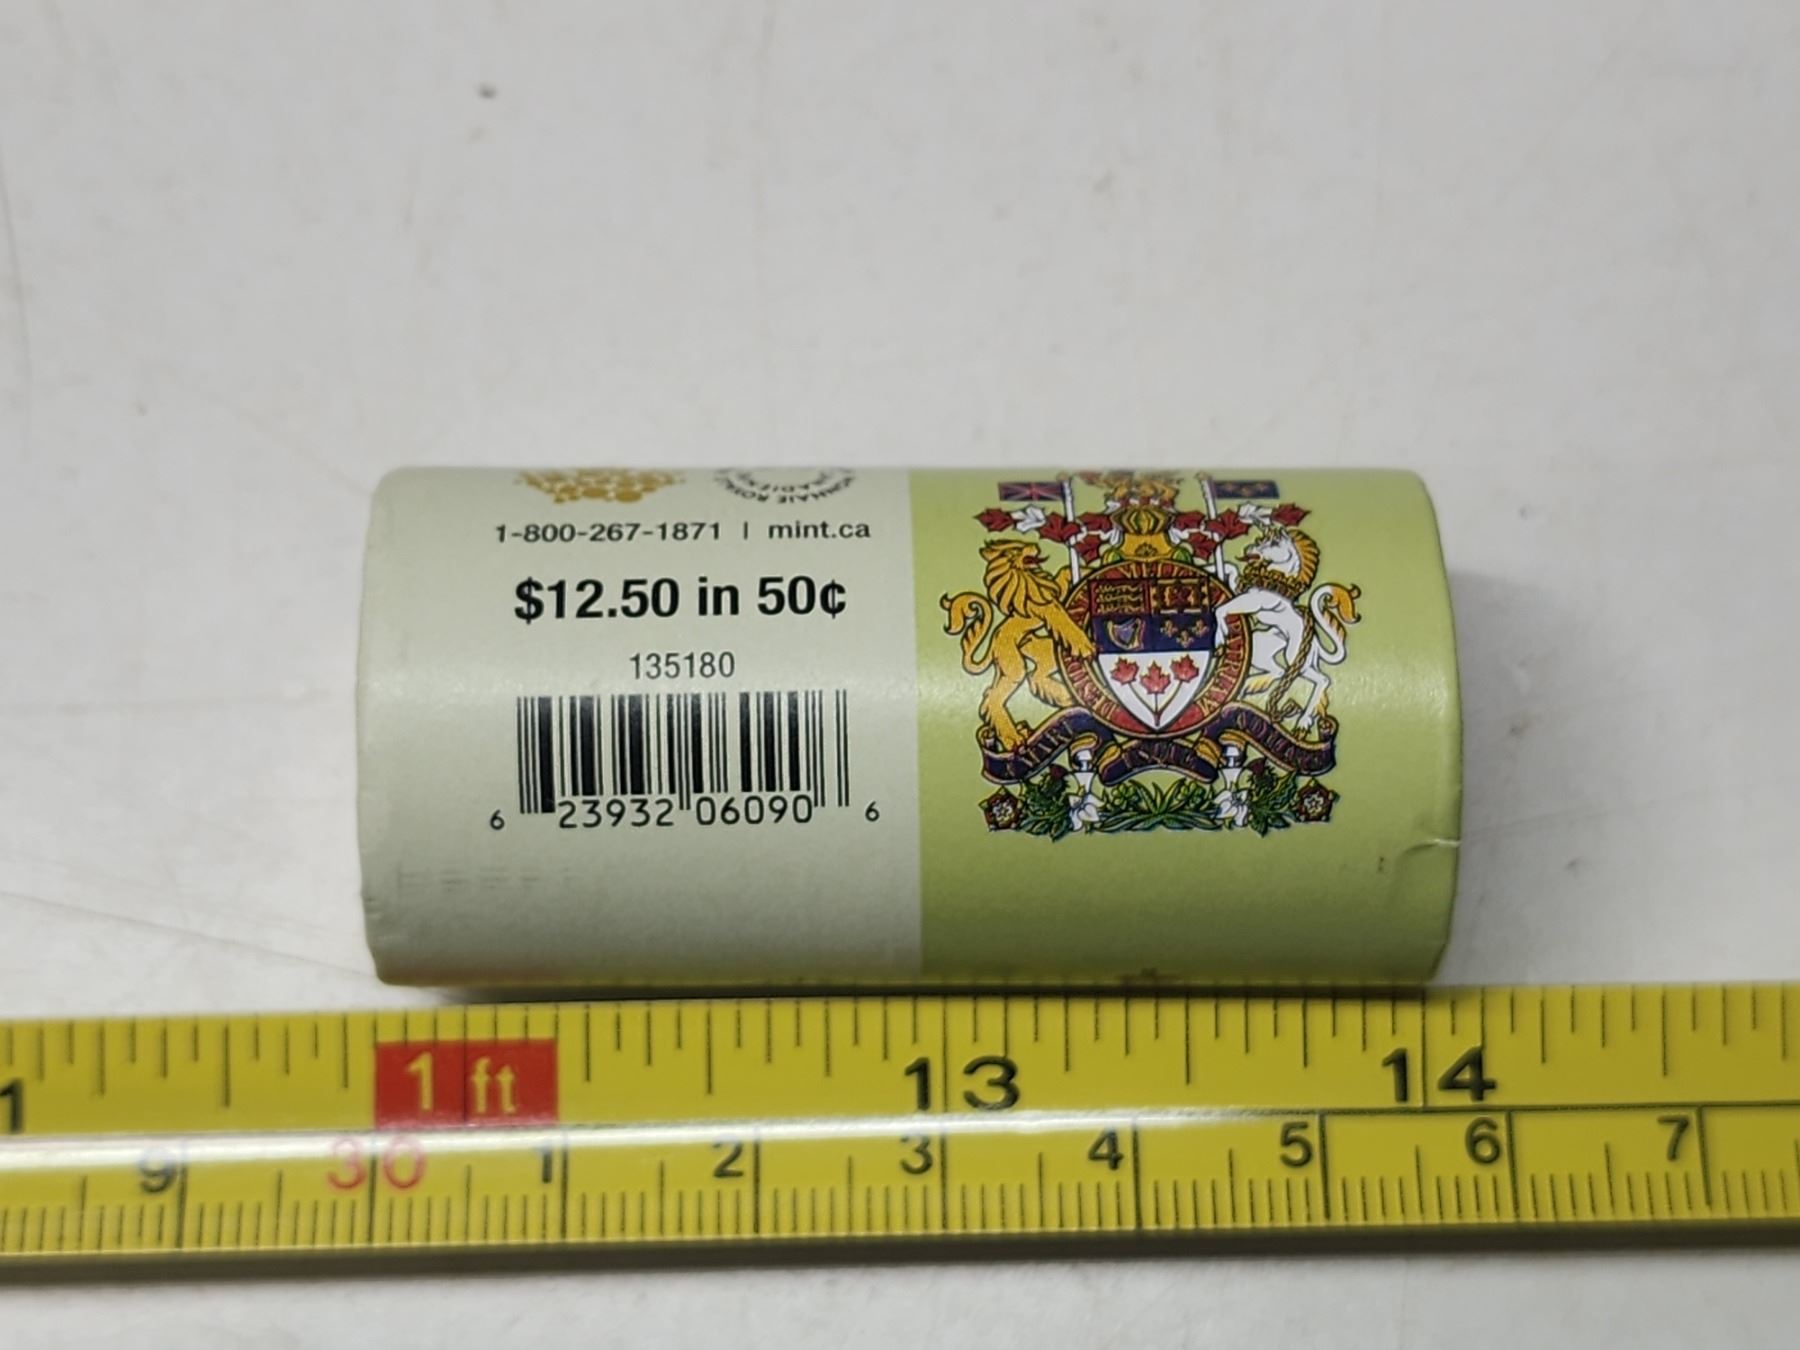 1-800-267-1871 | mint.ca
$12.50 in 50¢
135180
6 23932 06090 6
1 ft 13 14
9 30 1 2 3 4 5 6 7